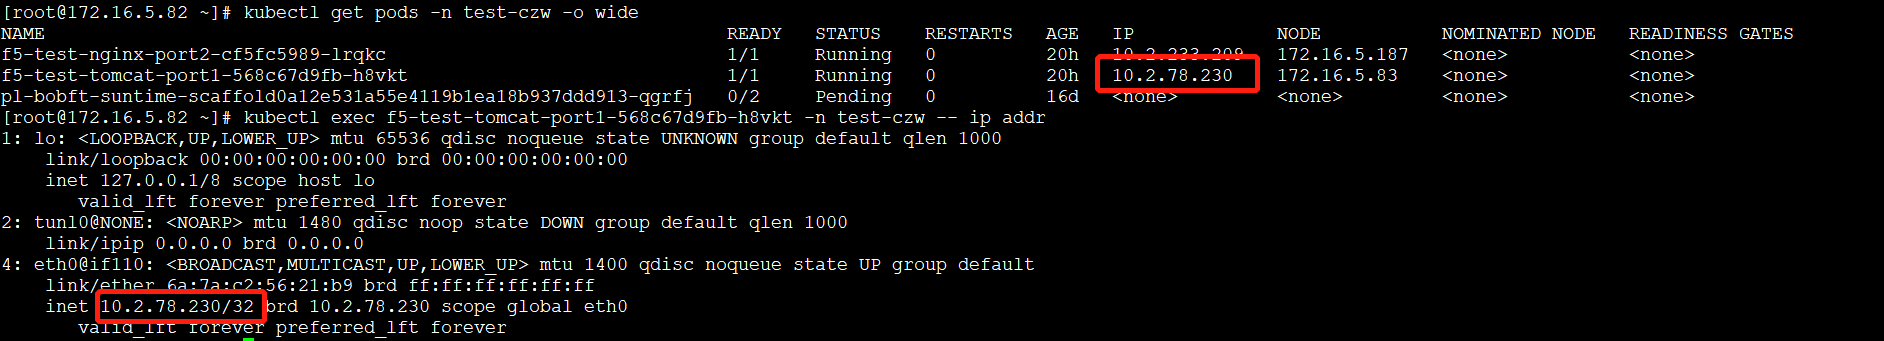 [root@172.16.5.82 ~]# kubectl get pods -n test-czw -o wide
NAME READY STATUS RESTARTS AGE IP NODE NOMINATED NODE READINESS GATES
f5-test-nginx-port2-cf5fc5989-lrqkc 1/1 Running 0 20h 10.2.233.209 172.16.5.187 <none> <none>
f5-test-tomcat-port1-568c67d9fb-h8vkt 1/1 Running 0 20h 10.2.78.230 172.16.5.83 <none> <none>
pl-bobft-suntime-scaffold0a12e531a55e4119b1ea18b937ddd913-qgrfj 0/2 Pending 0 16d <none> <none> <none> <none>
[root@172.16.5.82 ~]# kubectl exec f5-test-tomcat-port1-568c67d9fb-h8vkt -n test-czw -- ip addr
1: lo: <LOOPBACK,UP,LOWER_UP> mtu 65536 qdisc noqueue state UNKNOWN group default qlen 1000
link/loopback 00:00:00:00:00:00 brd 00:00:00:00:00:00
inet 127.0.0.1/8 scope host lo
valid_lft forever preferred_lft forever
2: tunl0@NONE: <NOARP> mtu 1480 qdisc noop state DOWN group default qlen 1000
link/ipip 0.0.0.0 brd 0.0.0.0
4: eth0@if110: <BROADCAST,MULTICAST,UP,LOWER_UP> mtu 1400 qdisc noqueue state UP group default
link/ether 6a:7a:c2:56:21:b9 brd ff:ff:ff:ff:ff:ff
inet 10.2.78.230/32 brd 10.2.78.230 scope global eth0
valid_lft forever preferred_lft forever